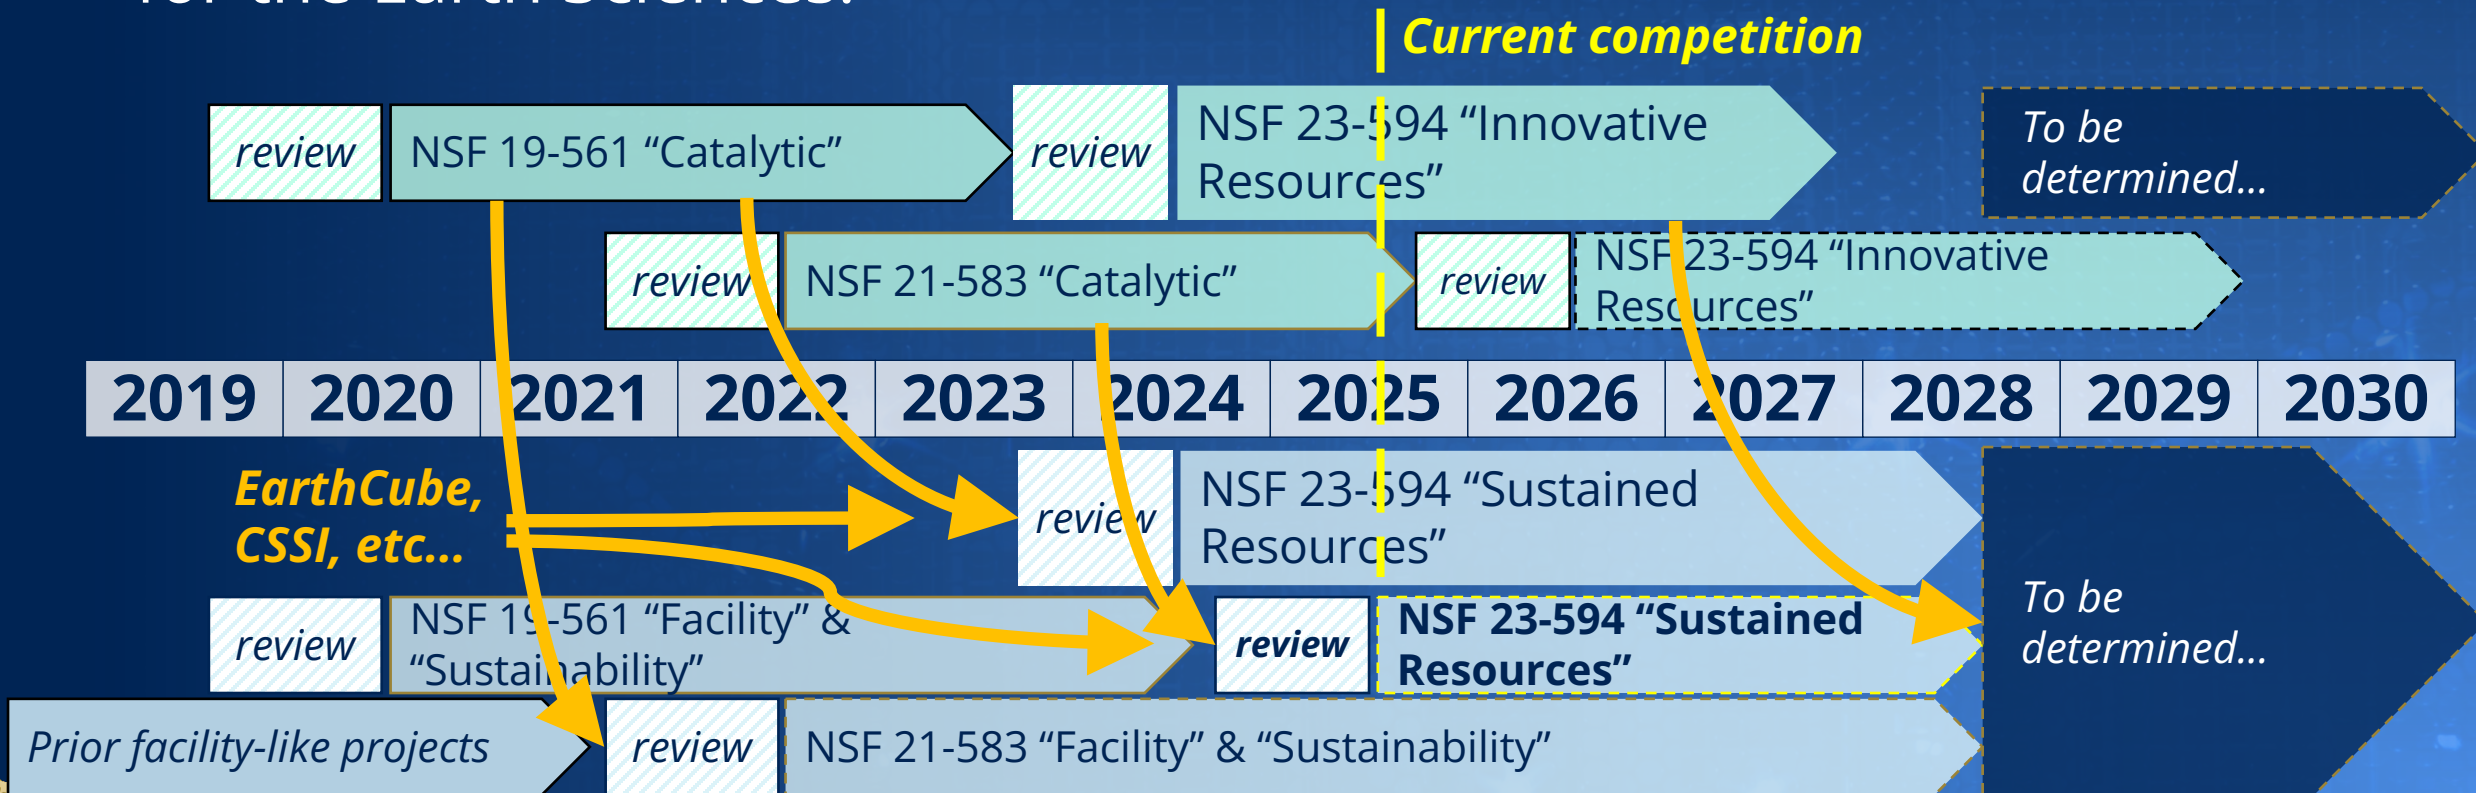 for the Earth Sciences.
Current competition
review
NSF 19-561 “Catalytic”
review
NSF 23-594 “Innovative
Resources”
To be
determined…
review
NSF 21-583 “Catalytic”
review
NSF 23-594 “Innovative
Resources”
2019 2020 2021 2022 2023 2024 2025 2026 2027 2028 2029 2030
EarthCube,
CSSI, etc…
review
NSF 23-594 “Sustained
Resources”
review
NSF 19-561 “Facility” &
“Sustainability”
review
NSF 23-594 “Sustained
Resources”
To be
determined…
Prior facility-like projects
review
NSF 21-583 “Facility” & “Sustainability”